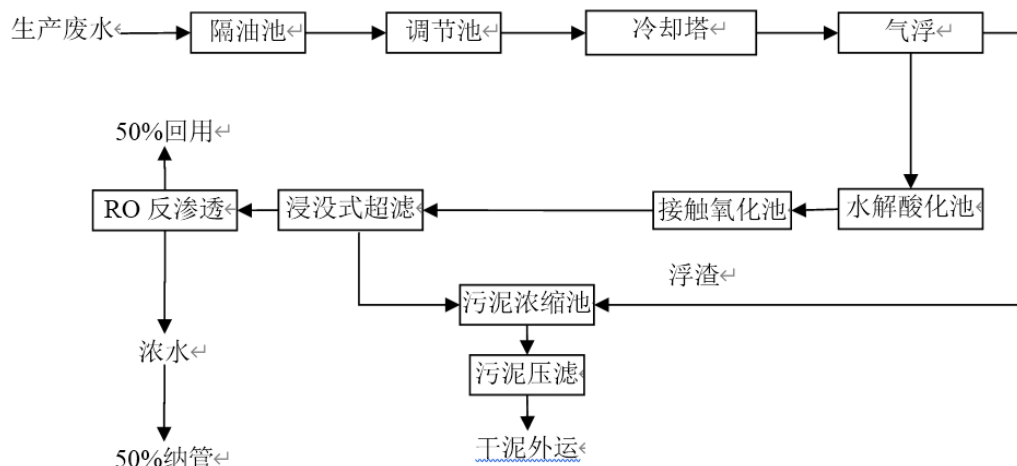 生产废水
隔油池
调节池
冷却塔
气浮
50%回用
RO 反渗透
浸没式超滤
接触氧化池
水解酸化池
浮渣
污泥浓缩池
浓水
污泥压滤
干泥外运
50%纳管